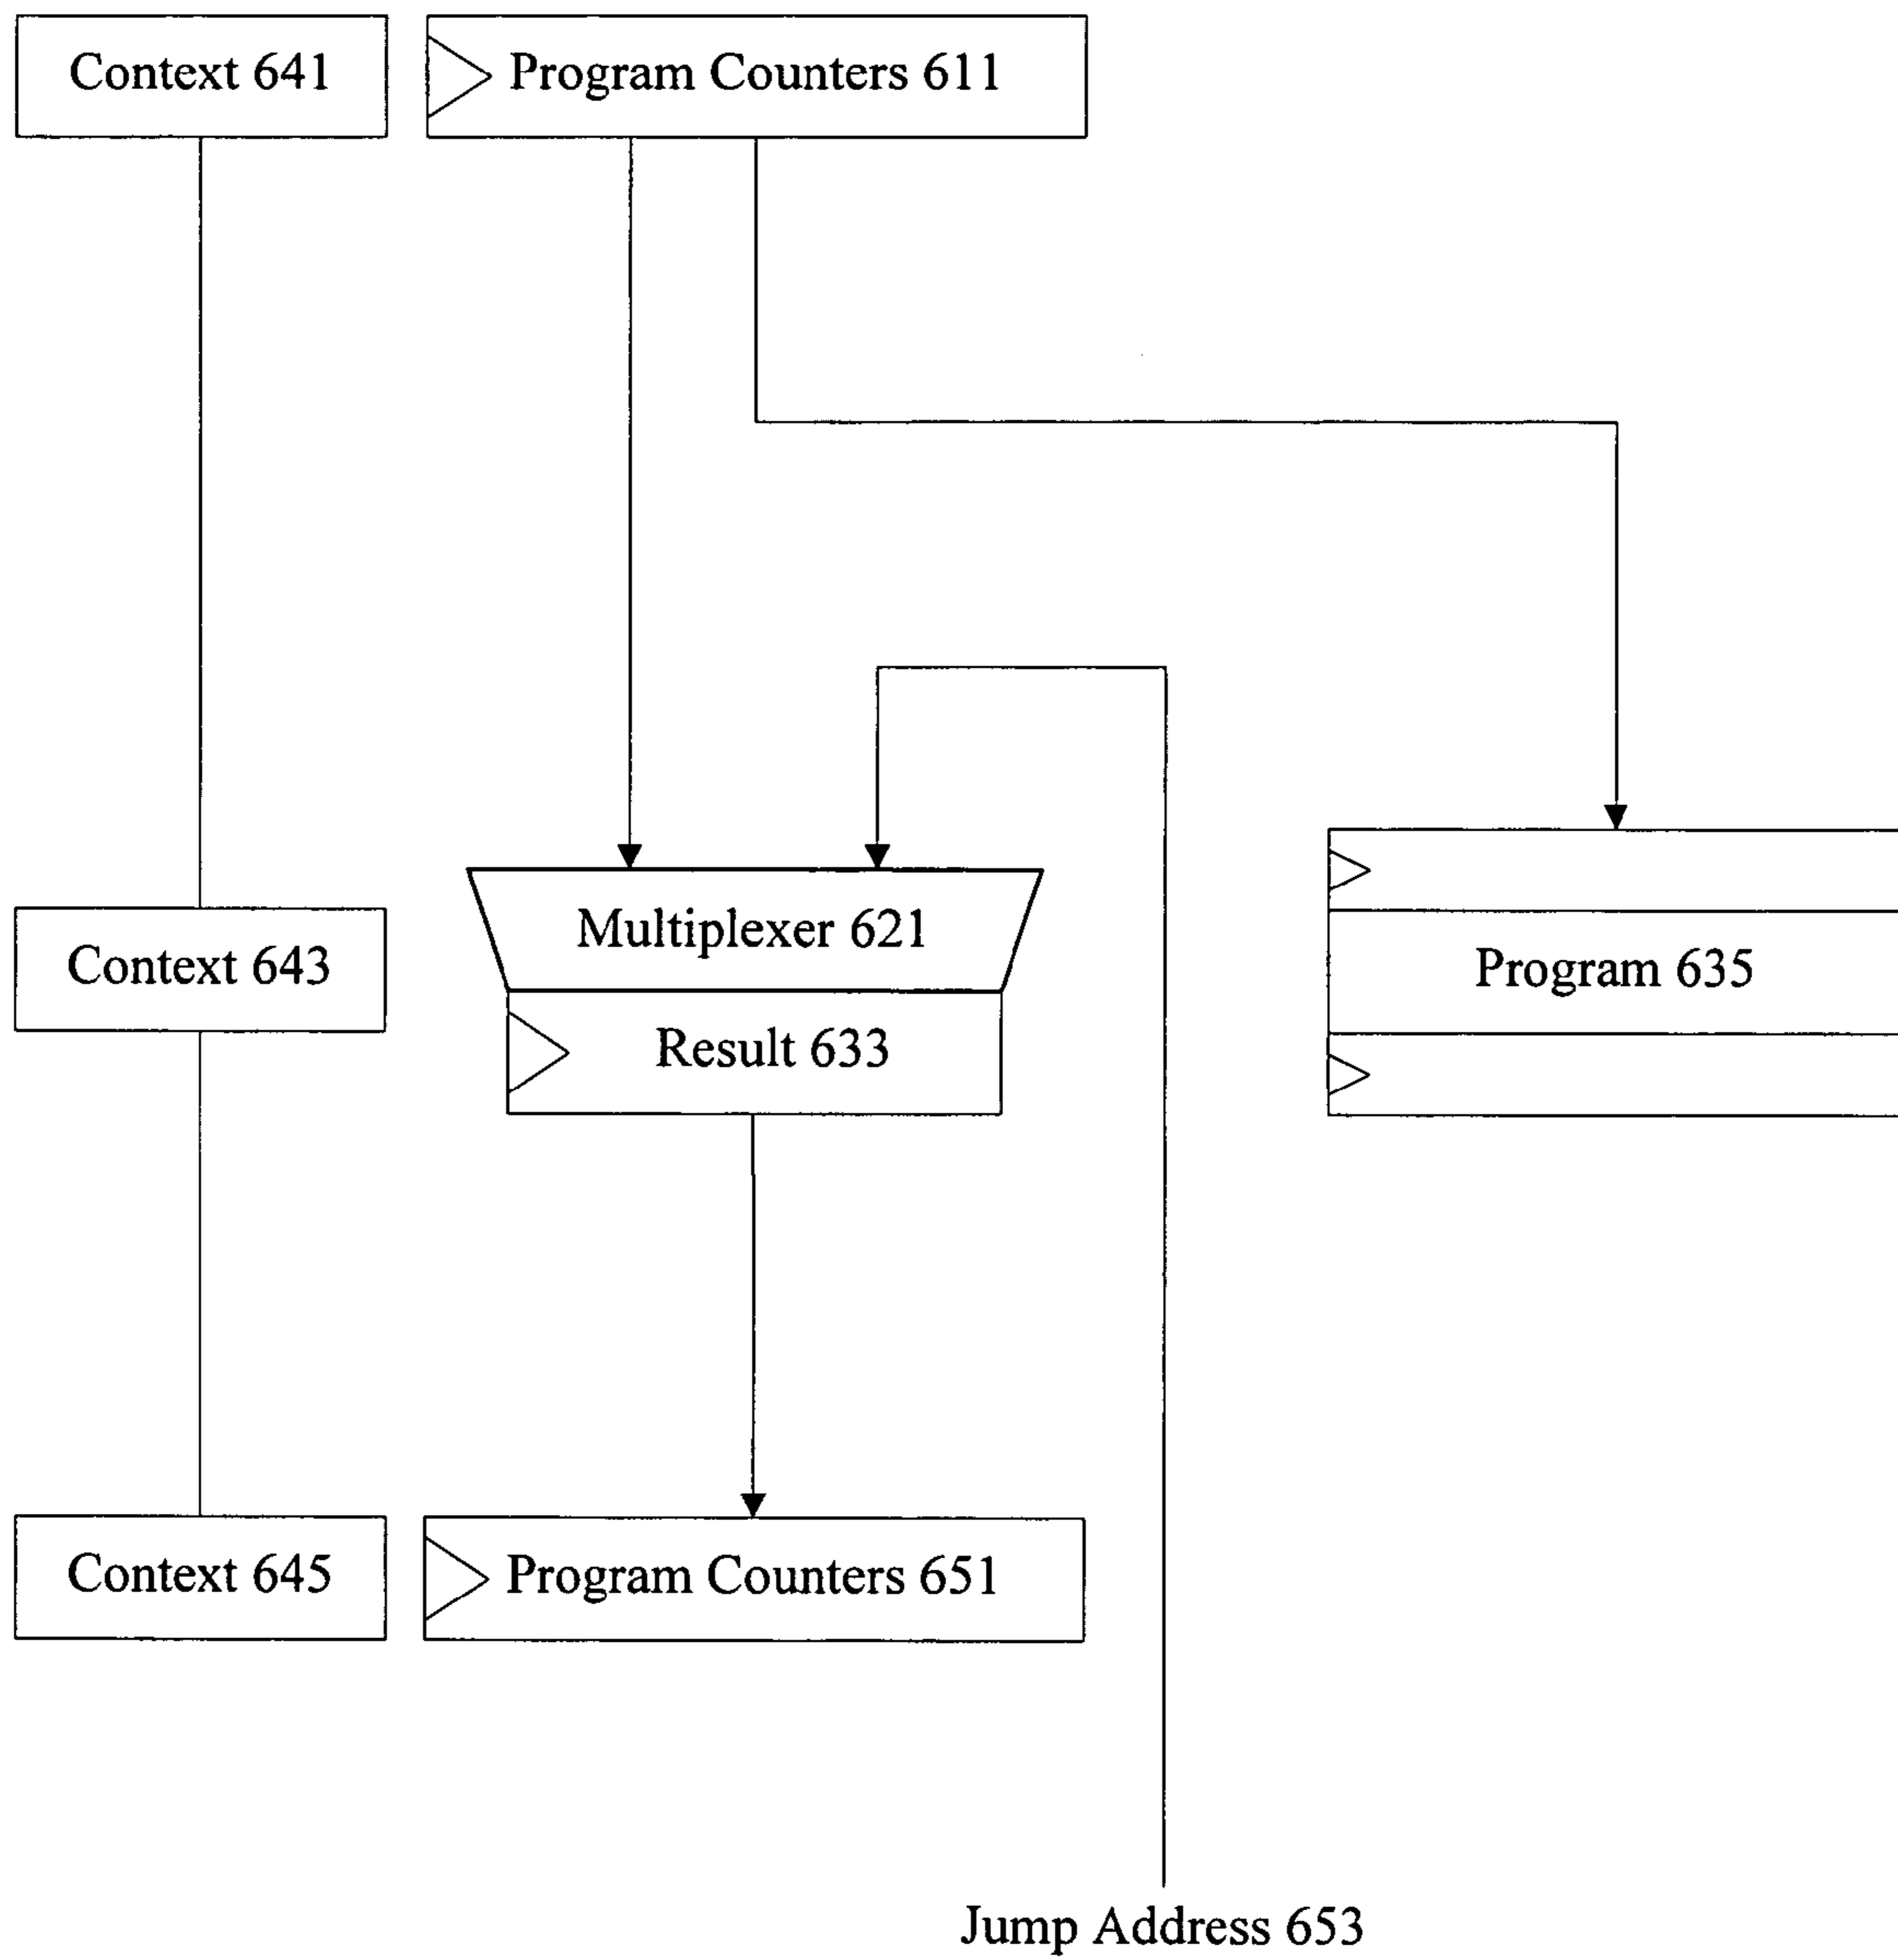 Context 641
Program Counters 611
Multiplexer 621
Context 643
Program 635
Result 633
Context 645
Program Counters 651
Jump Address 653